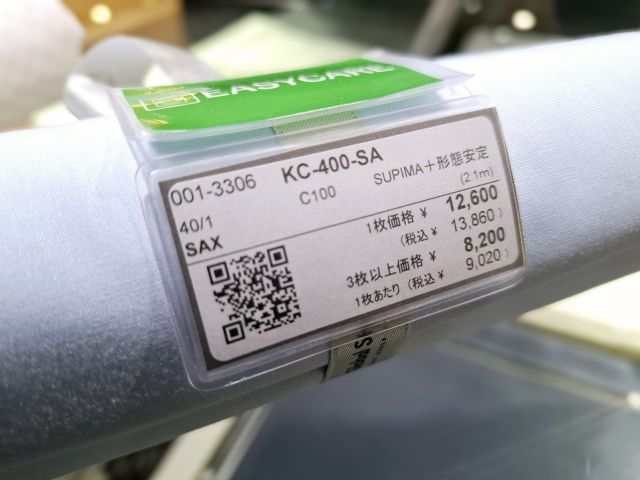 EASYCARE
001-3306 KC-400-SA
C100 SUPIMA+形態安定
40/1 (2.1m)
SAX 1枚価格 ¥ 12,600
(税込 ¥ 13,860)
3枚以上価格 ¥ 8,200
1枚あたり (税込 ¥ 9,020)